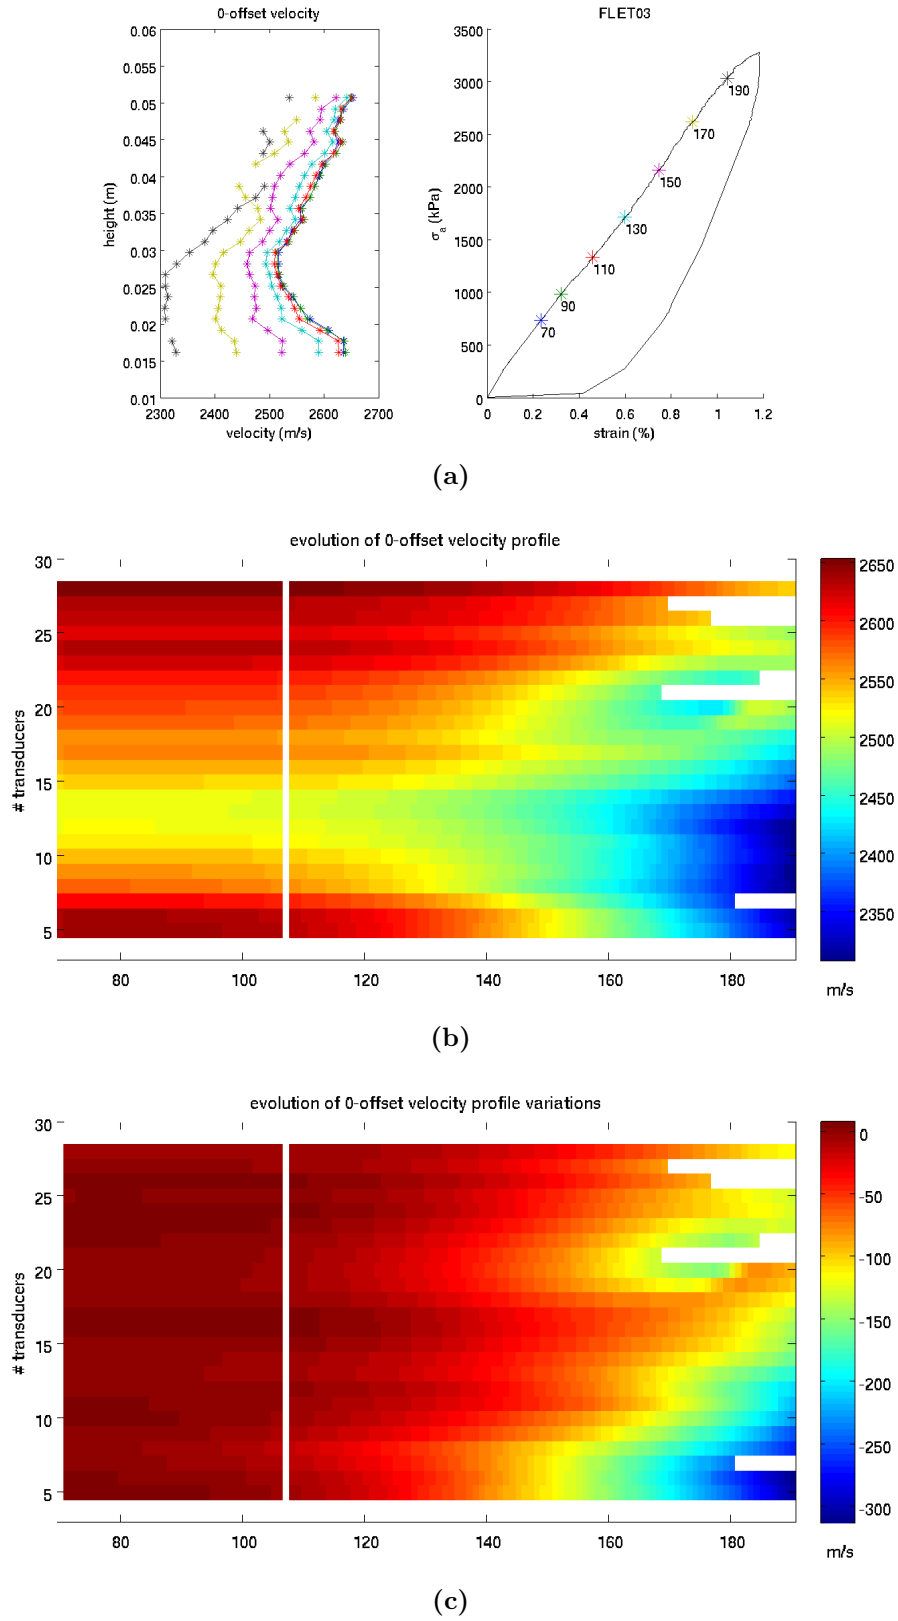 0-offset velocity
0.06
0.055
0.05
0.045
0.04
0.035
0.03
0.025
0.02
0.015
0.01
height (m)
2300 2400 2500 2600 2700
velocity (m/s)
FLET03
3500
3000
2500
2000
1500
1000
500
0
σa (kPa)
190
170
150
130
110
90
70
0 0.2 0.4 0.6 0.8 1 1.2
strain (%)
(a)
evolution of 0-offset velocity profile
30
25
20
15
10
5
# transducers
80 100 120 140 160 180
2650
2600
2550
2500
2450
2400
2350
m/s
(b)
evolution of 0-offset velocity profile variations
30
25
20
15
10
5
# transducers
80 100 120 140 160 180
0
-50
-100
-150
-200
-250
-300
m/s
(c)